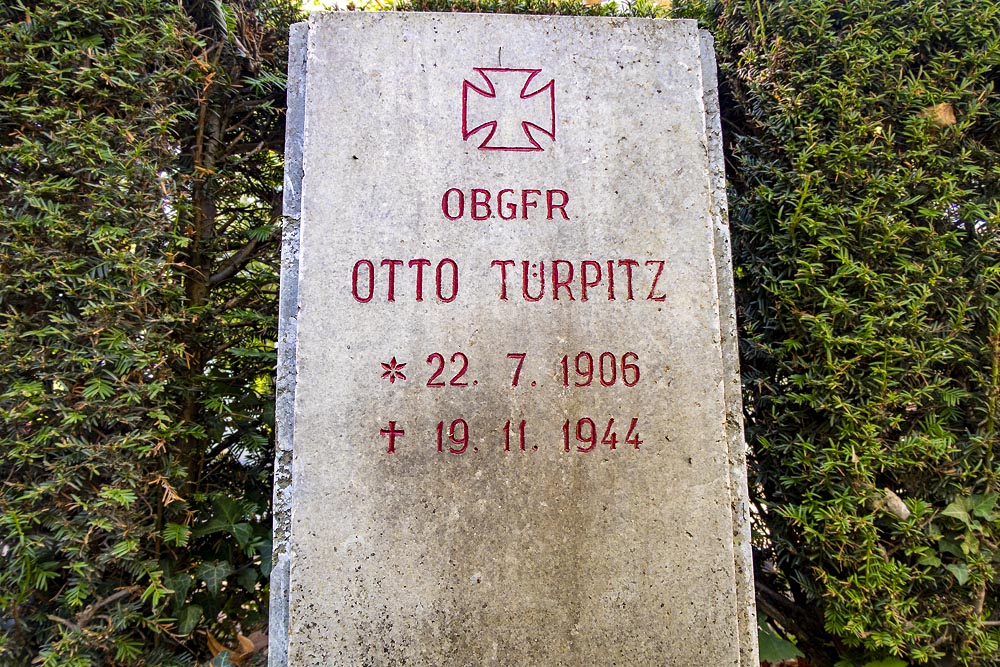 OBGFR
OTTO TÜRPITZ
* 22. 7. 1906
✝ 19. 11. 1944